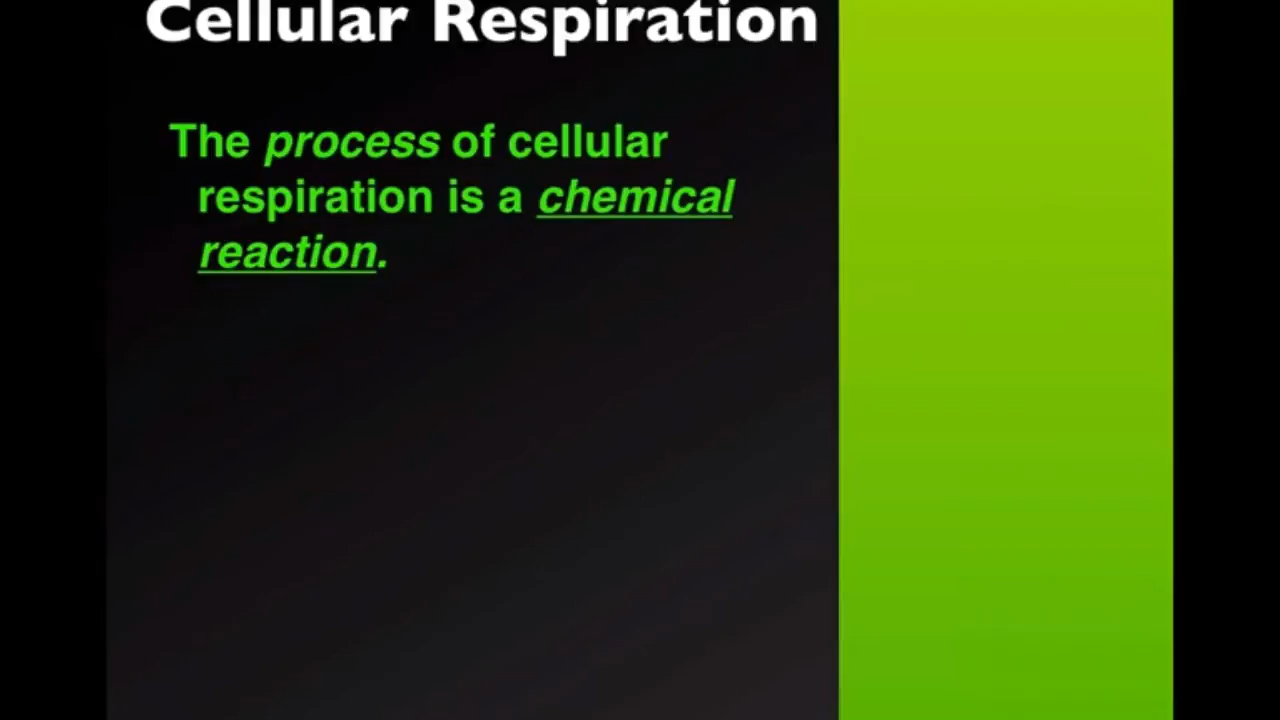 Cellular Respiration
The process of cellular
respiration is a chemical
reaction.